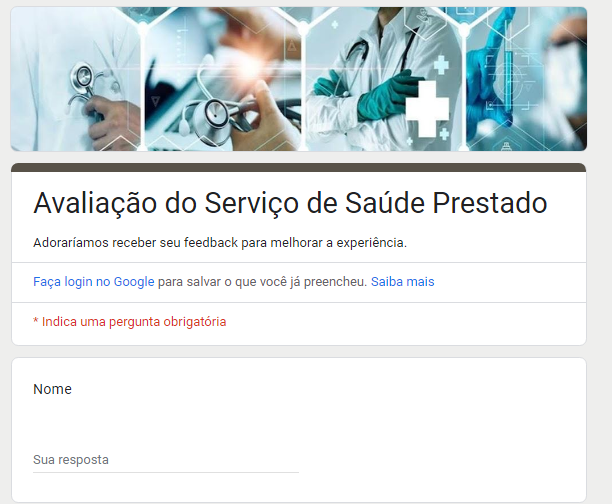 Avaliação do Serviço de Saúde Prestado
Adoraríamos receber seu feedback para melhorar a experiência.
Faça login no Google para salvar o que você já preencheu. Saiba mais
* Indica uma pergunta obrigatória
Nome
Sua resposta